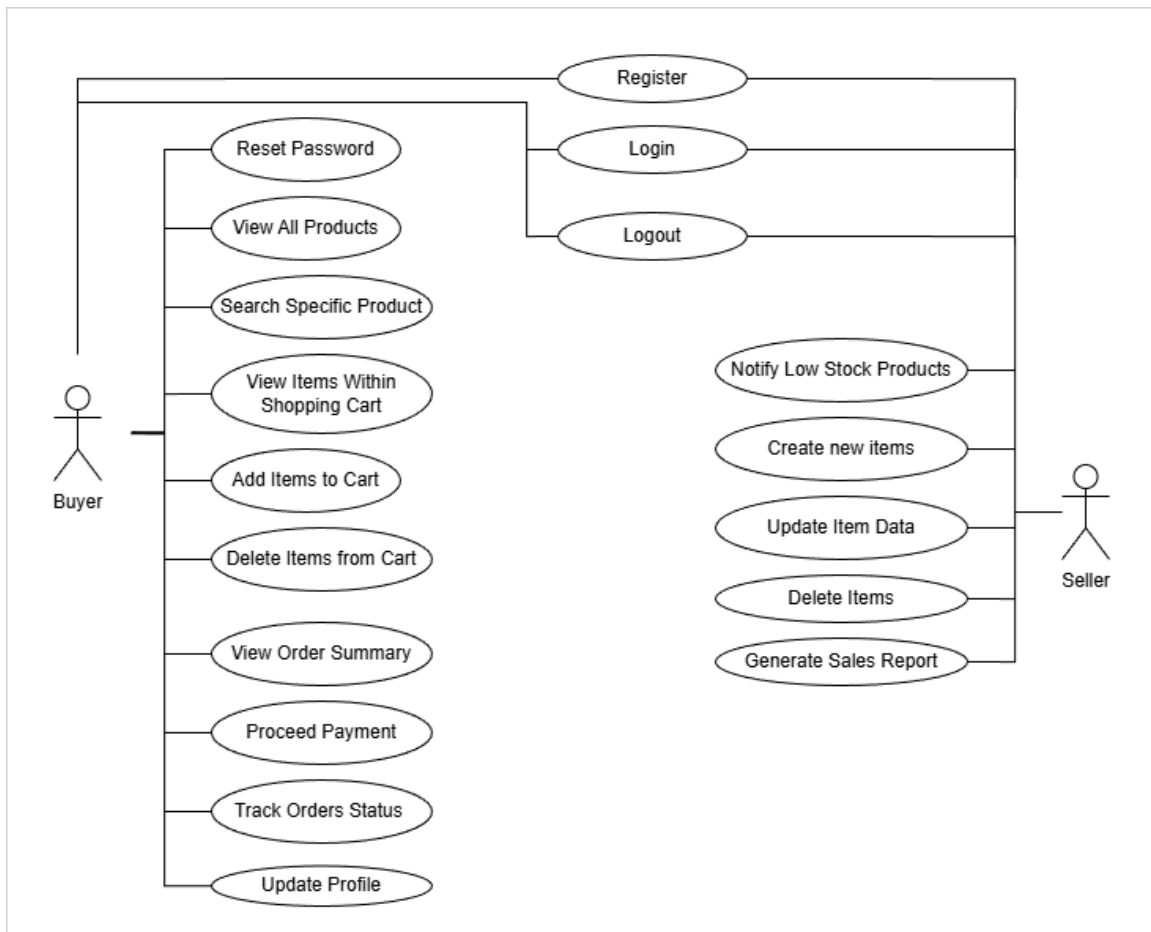 Register
Reset Password
Login
View All Products
Logout
Search Specific Product
View Items Within
Shopping Cart
Notify Low Stock Products
Add Items to Cart
Create new items
Buyer
Delete Items from Cart
Update Item Data
Seller
Delete Items
View Order Summary
Generate Sales Report
Proceed Payment
Track Orders Status
Update Profile